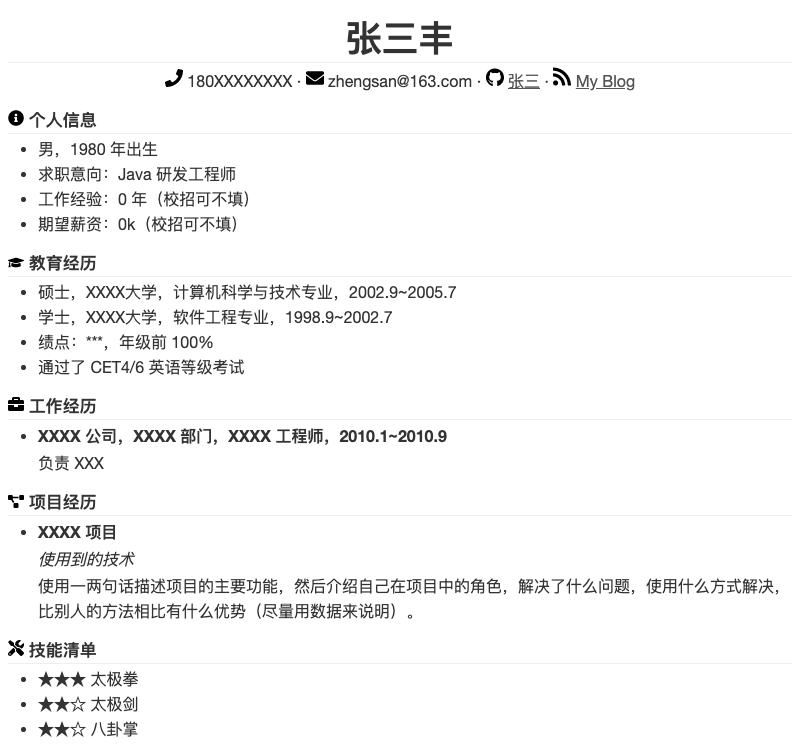 张三丰
180XXXXXXXX · zhengsan@163.com · 张三 · My Blog
个人信息
男，1980 年出生
求职意向：Java 研发工程师
工作经验：0 年（校招可不填）
期望薪资：0k（校招可不填）
教育经历
硕士，XXXX大学，计算机科学与技术专业，2002.9~2005.7
学士，XXXX大学，软件工程专业，1998.9~2002.7
绩点：***，年级前 100%
通过了 CET4/6 英语等级考试
工作经历
XXXX 公司，XXXX 部门，XXXX 工程师，2010.1~2010.9
负责 XXX
项目经历
XXXX 项目
使用到的技术
使用一两句话描述项目的主要功能，然后介绍自己在项目中的角色，解决了什么问题，使用什么方式解决，
比别人的方法相比有什么优势（尽量用数据来说明）。
技能清单
★★★ 太极拳
★★☆ 太极剑
★★☆ 八卦掌